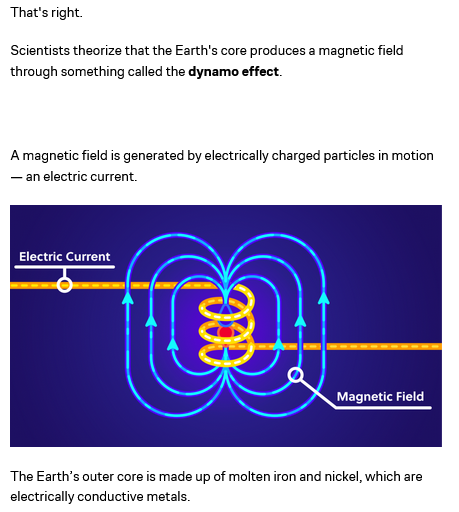 That's right.
Scientists theorize that the Earth's core produces a magnetic field
through something called the dynamo effect.
A magnetic field is generated by electrically charged particles in motion
— an electric current.
Electric Current
Magnetic Field
The Earth’s outer core is made up of molten iron and nickel, which are
electrically conductive metals.